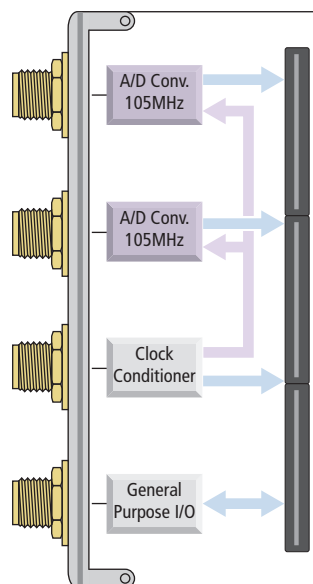 A/D Conv.
105MHz
A/D Conv.
105MHz
Clock
Conditioner
General
Purpose I/O